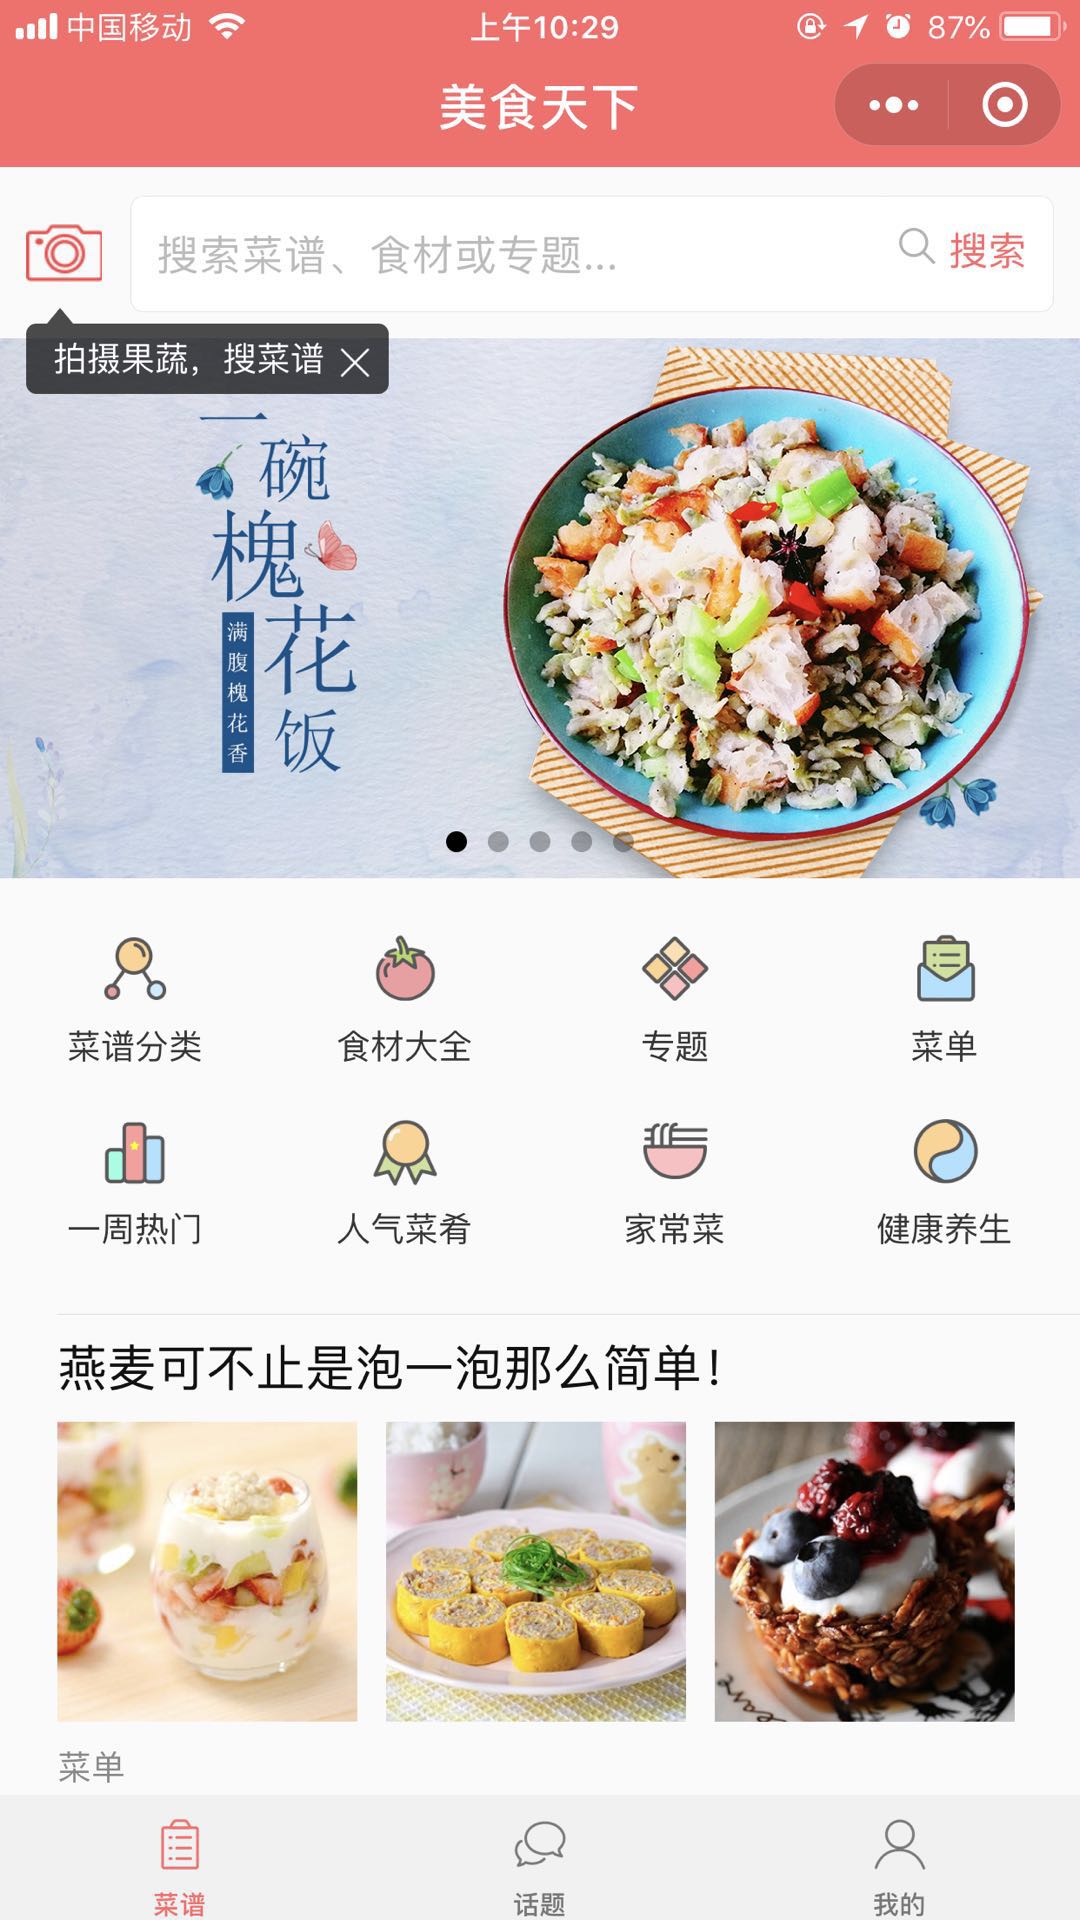 中国移动
上午10:29
87%
美食天下
搜索菜谱、食材或专题...
搜索
拍摄果蔬，搜菜谱
一碗槐花饭
满腹槐花香
菜谱分类
食材大全
专题
菜单
一周热门
人气菜肴
家常菜
健康养生
燕麦可不止是泡一泡那么简单！
菜单
菜谱
话题
我的